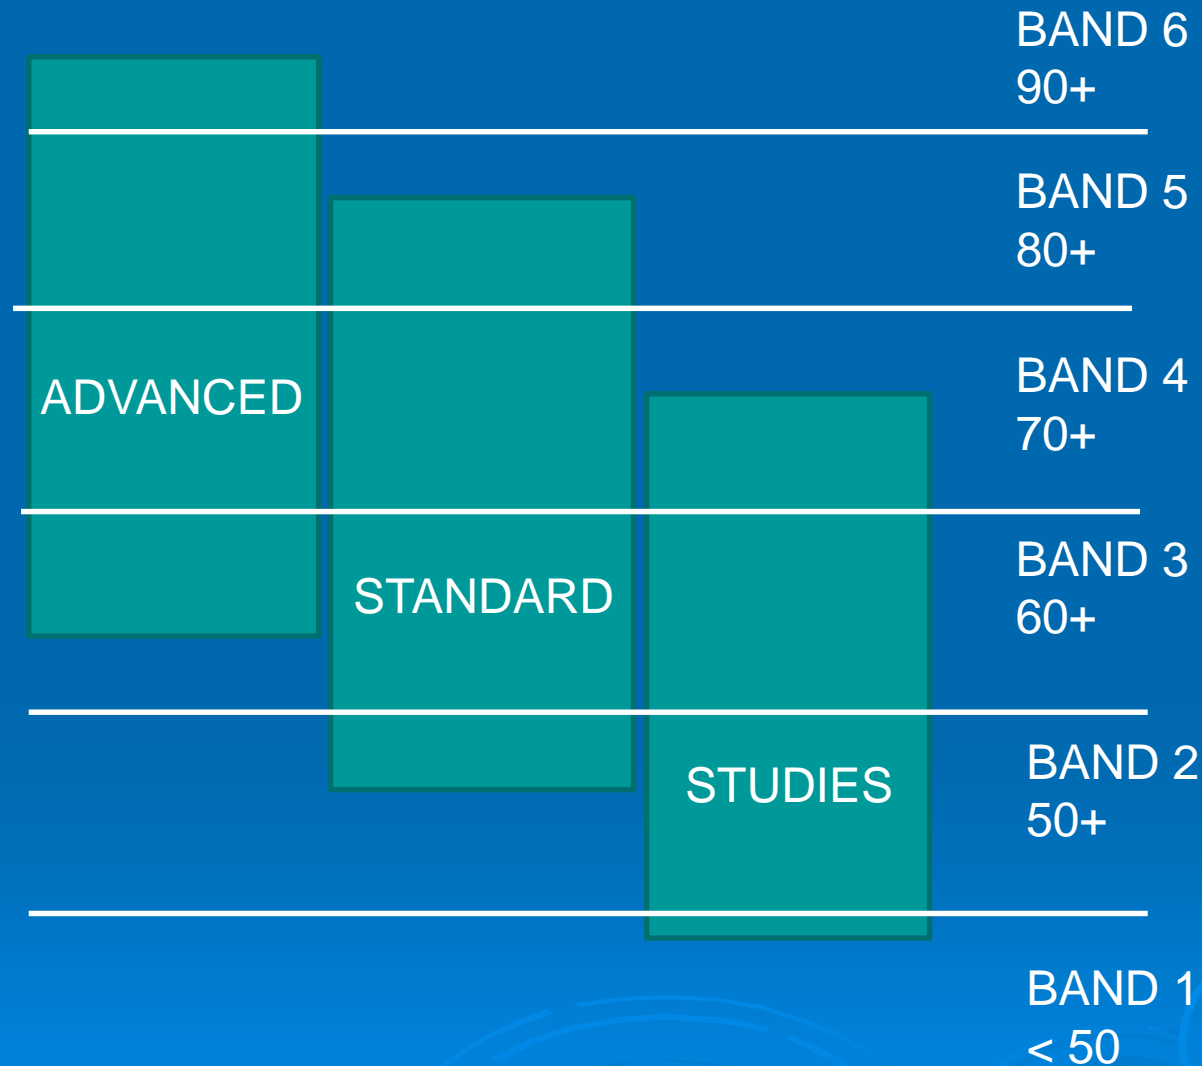 BAND 6
90+
BAND 5
80+
ADVANCED
BAND 4
70+
STANDARD
BAND 3
60+
STUDIES
BAND 2
50+
BAND 1
< 50